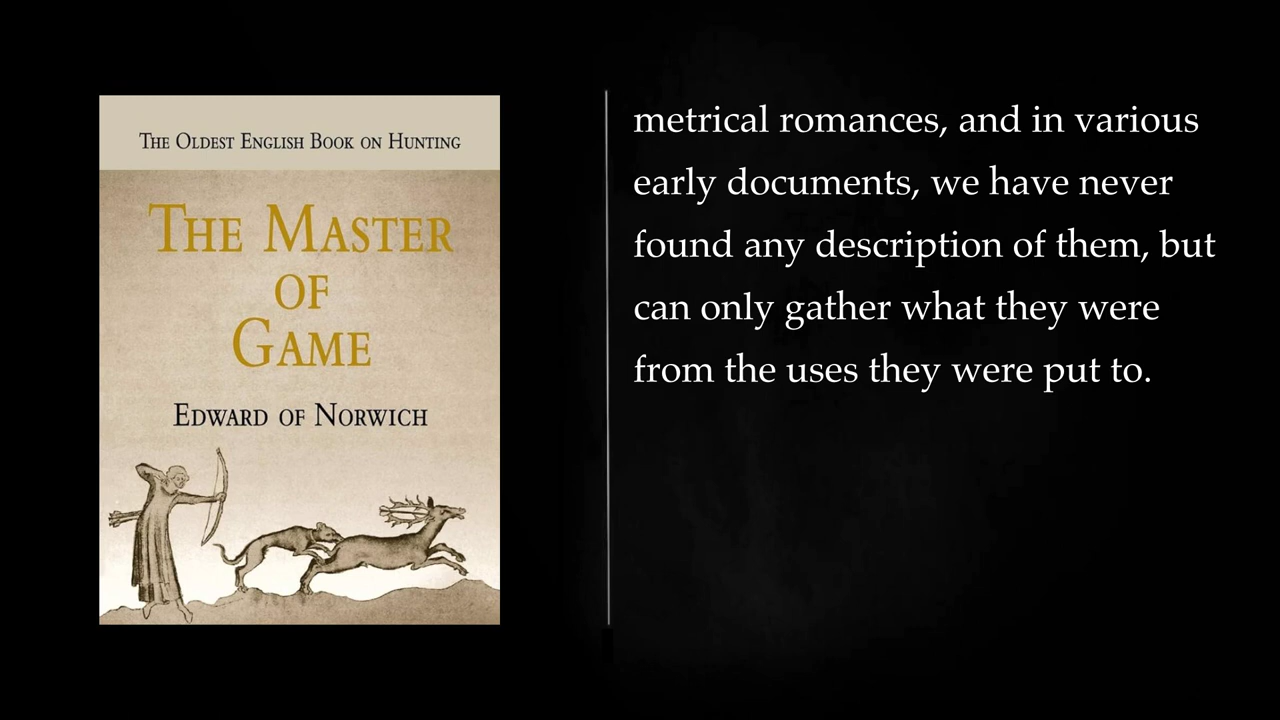 The Oldest English Book on Hunting
The Master
of
Game
Edward of Norwich
metrical romances, and in various
early documents, we have never
found any description of them, but
can only gather what they were
from the uses they were put to.